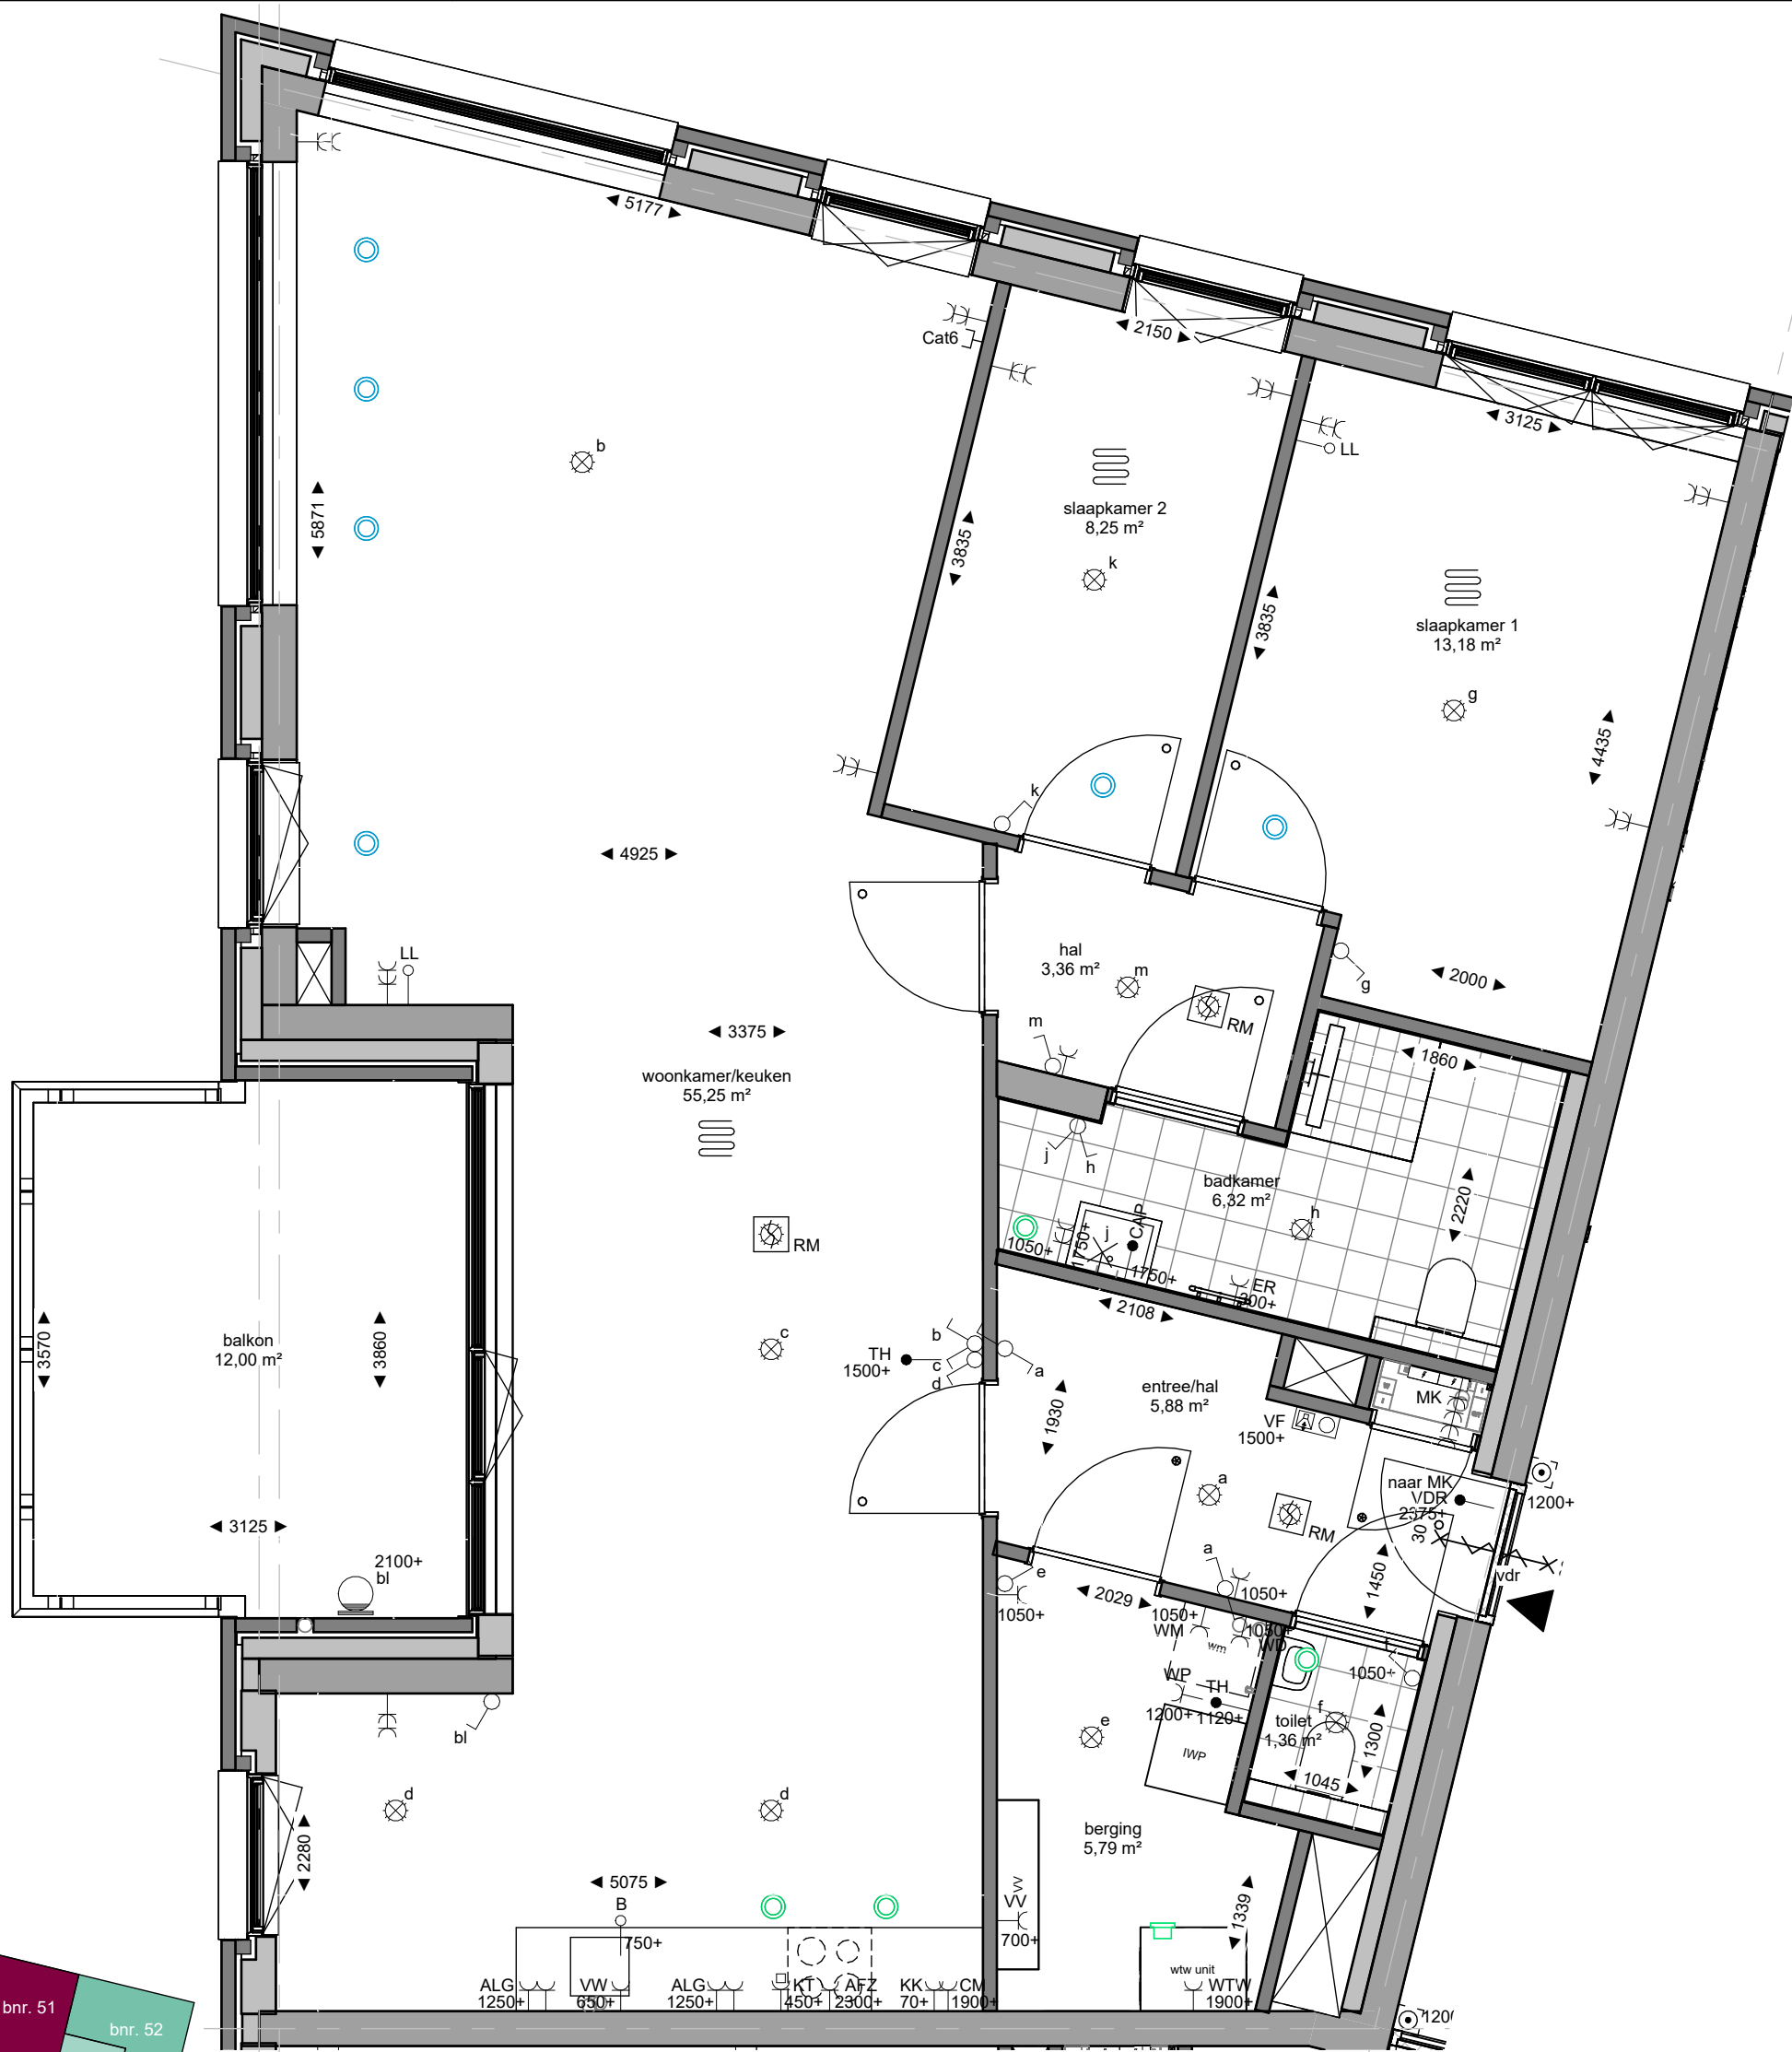 5177
2150
Cat6
3125
LL
b
5871
slaapkamer 2
8,25 m²
3835
k
3835
slaapkamer 1
13,18 m²
g
4435
k
4925
LL
hal
3,36 m²
m
g
2000
RM
m
3375
woonkamer/keuken
55,25 m²
1860
j
h
badkamer
6,32 m²
2220
h
RM
1050+
1750+
j
CAP
1750+
ER
300+
2108
3570
balkon
12,00 m²
3860
c
b
c
d
TH
1500+
a
1930
entree/hal
5,88 m²
MK
VF
1500+
naar MK
VDR
2375+
1200+
a
RM
30
vdr
3125
2100+
bl
a
e
1050+
2029
1050+
WM
wm
1050+
1050+
WD
1450
1050+
WP
TH
1200+
1120+
f
toilet
1,36 m²
1300
1045
IWP
e
bl
d
d
2280
berging
5,79 m²
5075
B
750+
VV
VV
700+
1339
wtw unit
WTW
1900+
ALG
1250+
VW
650+
ALG
1250+
KT
450+
AFZ
2300+
KK
70+
CM
1900+
bnr. 51
bnr. 52